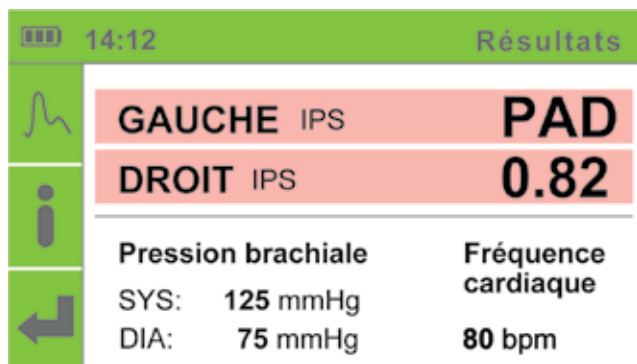 14:12 Résultats
GAUCHE IPS PAD
DROIT IPS 0.82
Pression brachiale
SYS: 125 mmHg
DIA: 75 mmHg
Fréquence
cardiaque
80 bpm